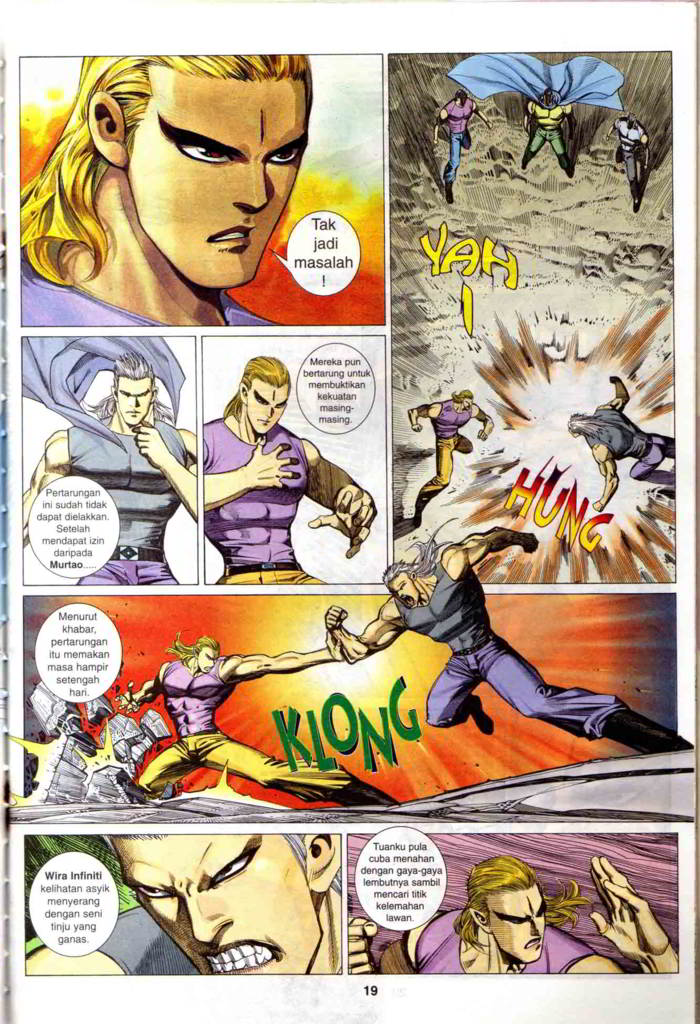 Tak
jadi
masalah
!
YAH
!
HUNG
Pertarungan
ini sudah tidak
dapat dielakkan.
Setelah
mendapat izin
daripada
Murtao.....
Mereka pun
bertarung untuk
membuktikan
kekuatan
masing-
masing.
Menurut
khabar,
pertarungan
itu memakan
masa hampir
setengah
hari.
KLONG
Wira Infiniti
kelihatan asyik
menyerang
dengan seni
tinju yang
ganas.
Tuanku pula
cuba menahan
dengan gaya-gaya
lembutnya sambil
mencari titik
kelemahan
lawan.
19